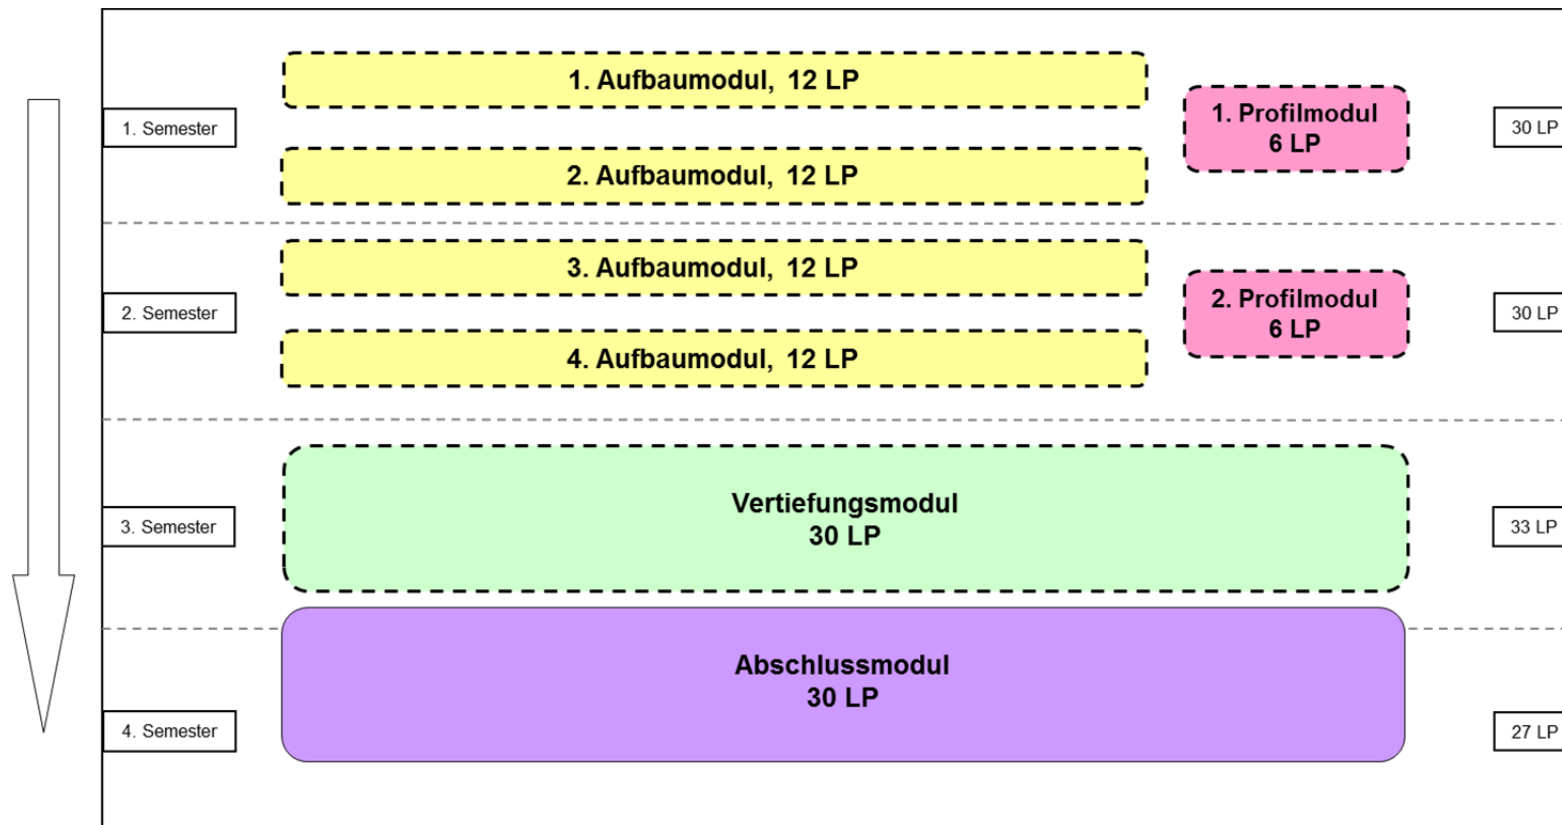 1. Aufbaumodul, 12 LP
1. Semester
1. Profilmodul
6 LP
30 LP
2. Aufbaumodul, 12 LP
3. Aufbaumodul, 12 LP
2. Semester
2. Profilmodul
6 LP
30 LP
4. Aufbaumodul, 12 LP
Vertiefungsmodul
30 LP
3. Semester
33 LP
Abschlussmodul
30 LP
4. Semester
27 LP